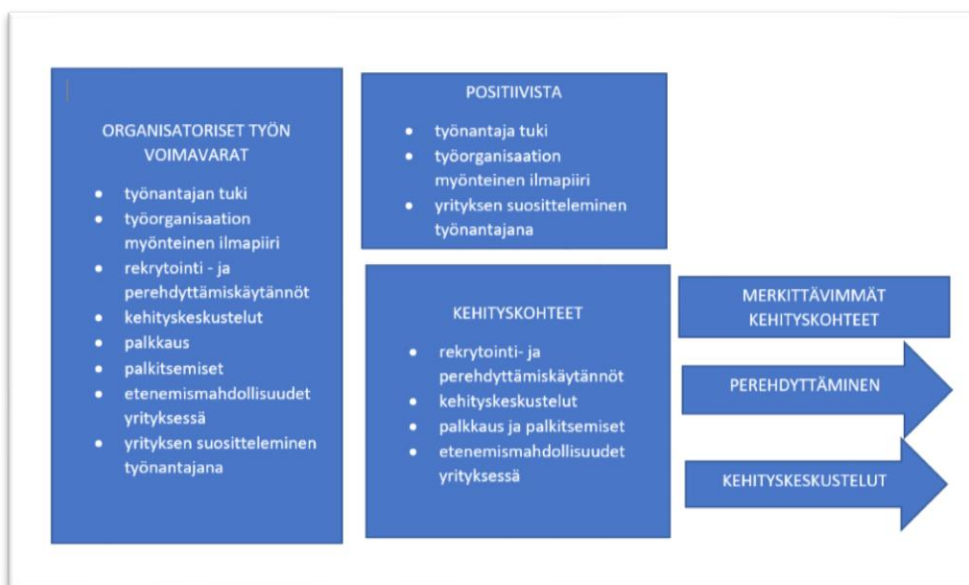 ORGANISATORISET TYÖN
VOIMAVARAT
• työnantajan tuki
• työorganisaation
myönteinen ilmapiiri
• rekrytointi - ja
perehdyttämiskäytännöt
• kehityskeskustelut
• palkkaus
• palkitsemiset
• etenemismahdollisuudet
yrityksessä
• yrityksen suositteleminen
työnantajana
POSITIIVISTA
• työnantaja tuki
• työorganisaation
myönteinen ilmapiiri
• yrityksen suositteleminen
työnantajana
KEHITYSKOHTEET
• rekrytointi- ja
perehdyttämiskäytännöt
• kehityskeskustelut
• palkkaus ja palkitsemiset
• etenemismahdollisuudet
yrityksessä
MERKITTÄVIMMÄT
KEHITYSKOHTEET
PEREHDYTTÄMINEN
KEHITYSKESKUSTELUT